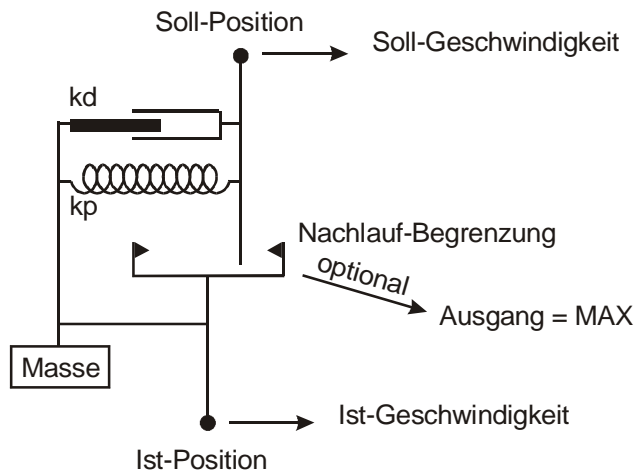 Soll-Position
Soll-Geschwindigkeit
kd
kp
Nachlauf-Begrenzung
optional
Ausgang = MAX
Masse
Ist-Geschwindigkeit
Ist-Position